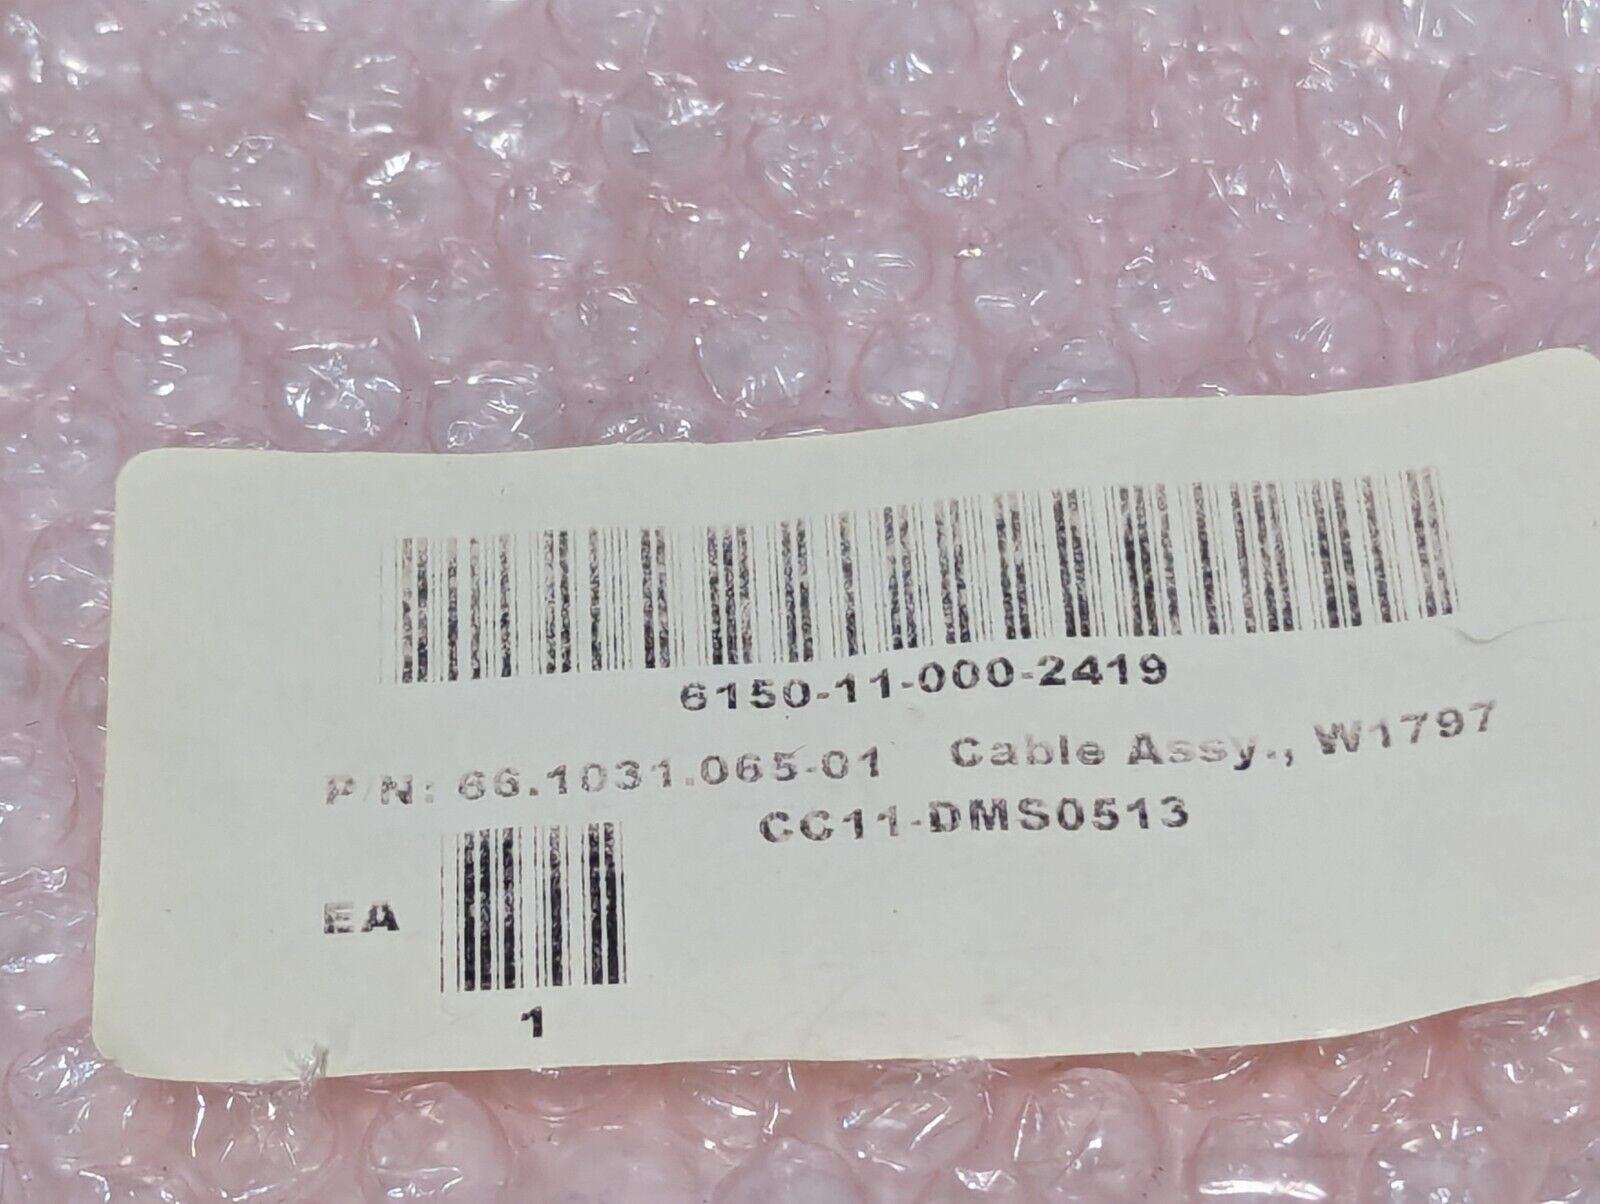 6150-11-000-2419
P/N: 66.1031.065-01 Cable Assy., W1797
CC11-DMS0513
EA
1